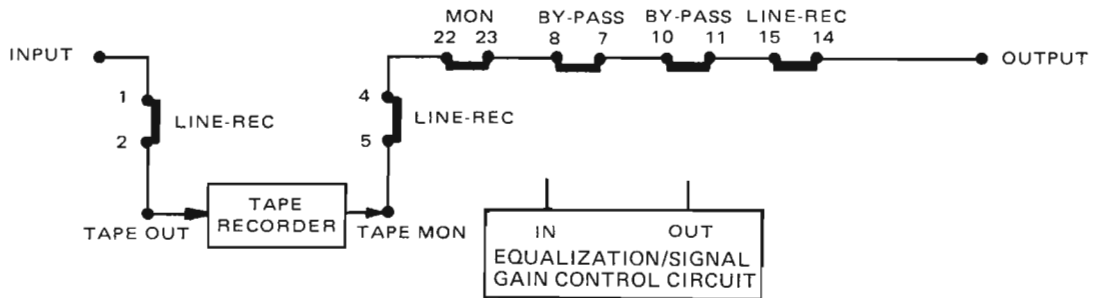 MON BY-PASS BY-PASS LINE-REC
22 23 8 7 10 11 15 14
INPUT
OUTPUT
1
2
LINE-REC
4
5
LINE-REC
TAPE OUT
TAPE
RECORDER
TAPE MON
IN OUT
EQUALIZATION/SIGNAL
GAIN CONTROL CIRCUIT